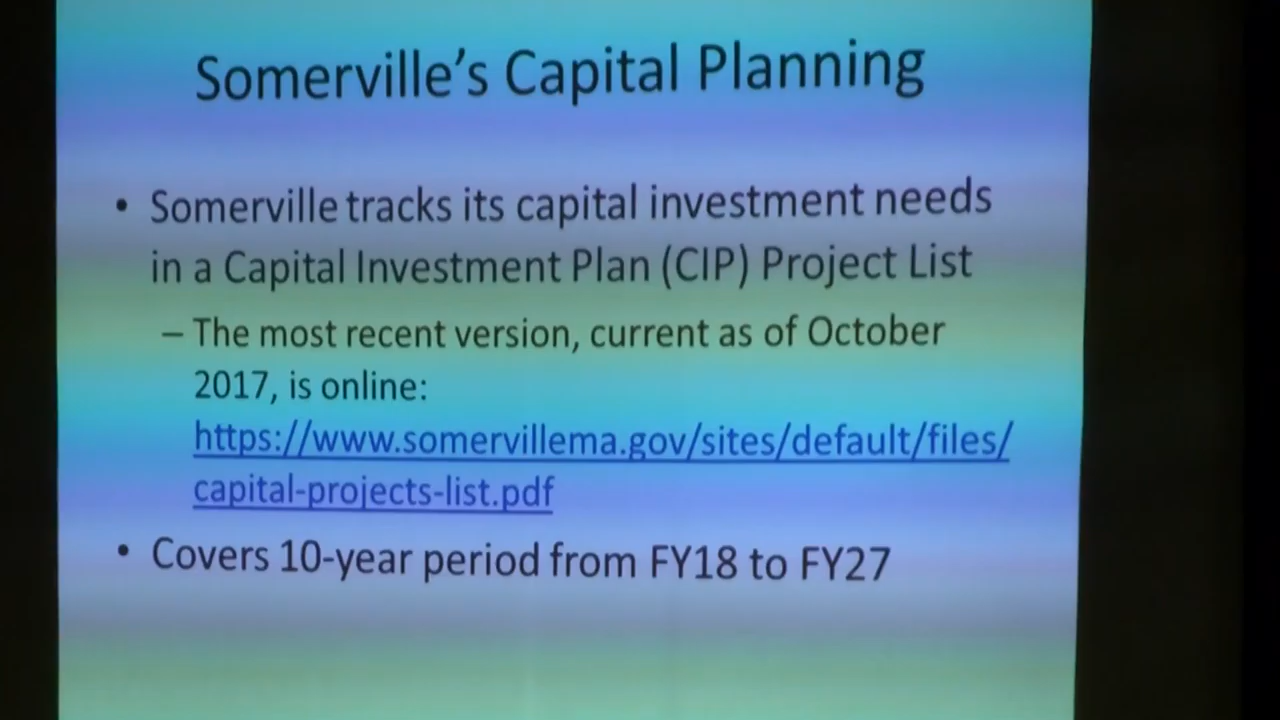 Somerville's Capital Planning
• Somerville tracks its capital investment needs
in a Capital Investment Plan (CIP) Project List
– The most recent version, current as of October
2017, is online:
https://www.somervillema.gov/sites/default/files/
capital-projects-list.pdf
• Covers 10-year period from FY18 to FY27